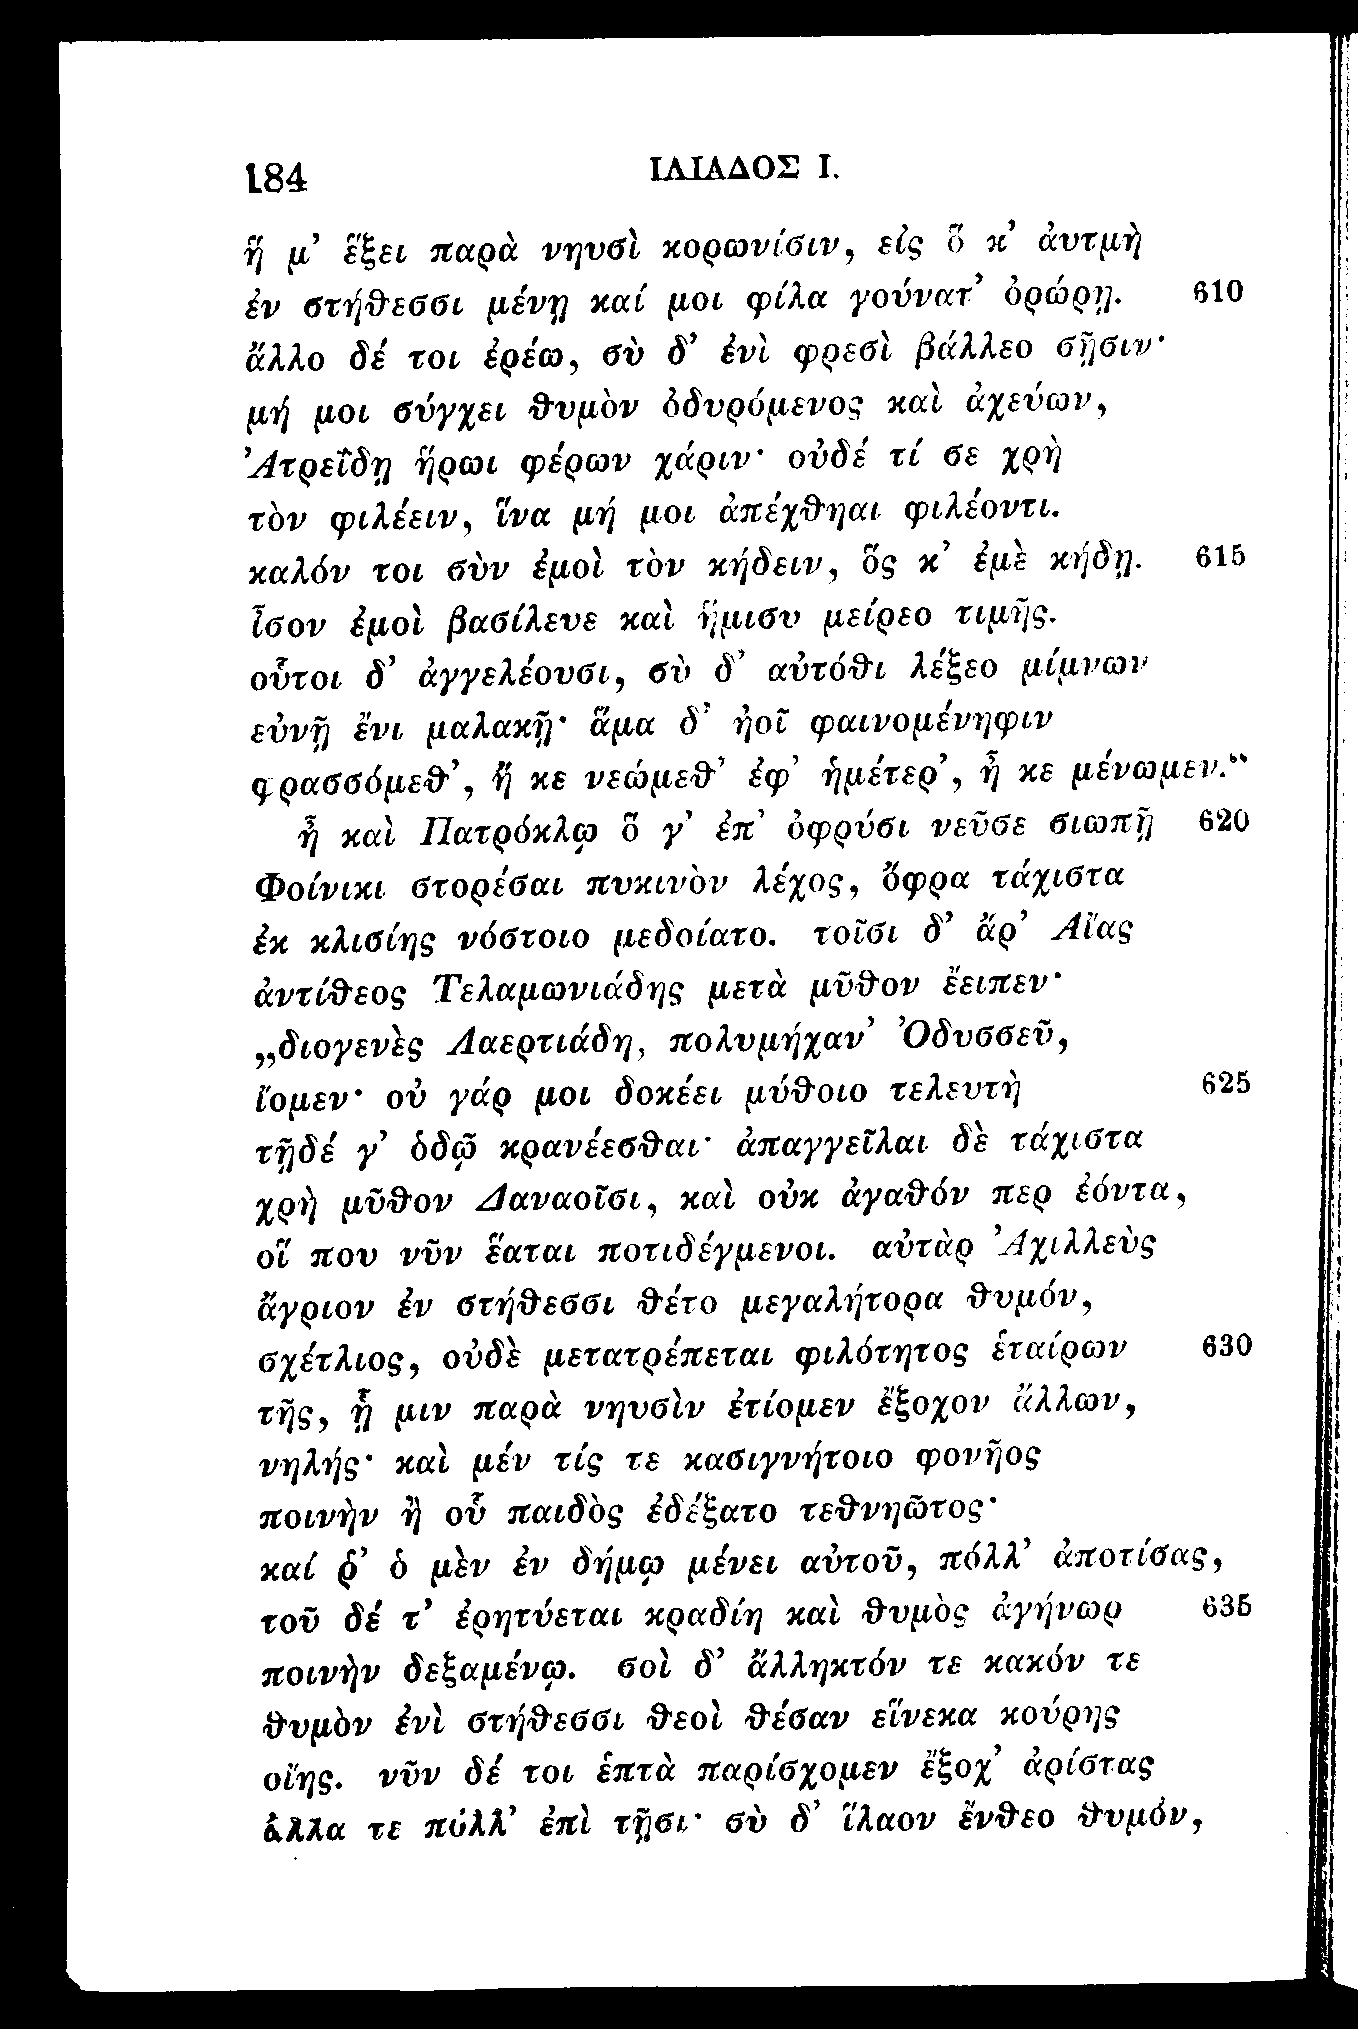 184 ΙΛΙΑΔΟΣ Ι.
ἥ μ’ ἕξει παρὰ νηυσὶ κορωνίσιν, εἰς ὅ κ’ ἀυτμὴ
ἐν στήθεσσι μένῃ καί μοι φίλα γούνατ’ ὀρώρῃ. 610
ἄλλο δέ τοι ἐρέω, σὺ δ’ ἐνὶ φρεσὶ βάλλεο σῇσιν·
μή μοι σύγχει θυμὸν ὀδυρόμενος καὶ ἀχεύων,
Ἀτρεΐδῃ ἥρωι φέρων χάριν· οὐδέ τί σε χρὴ
τὸν φιλέειν, ἵνα μή μοι ἀπέχθηαι φιλέοντι.
καλόν τοι σὺν ἐμοὶ τὸν κήδειν, ὅς κ’ ἐμὲ κήδῃ. 615
ἶσον ἐμοὶ βασίλευε καὶ ἥμισυ μείρεο τιμῆς.
οὗτοι δ’ ἀγγελέουσι, σὺ δ’ αὐτόθι λέξεο μίμνων
εὐνῇ ἔνι μαλακῇ· ἅμα δ’ ἠοῖ φαινομένηφιν
φρασσόμεθ’, ἤ κε νεώμεθ’ ἐφ’ ἡμέτερ’, ἦ κε μένωμεν.“
ἦ καὶ Πατρόκλῳ ὅ γ’ ἐπ’ ὀφρύσι νεῦσε σιωπῇ 620
Φοίνικι στορέσαι πυκινὸν λέχος, ὄφρα τάχιστα
ἐκ κλισίης νόστοιο μεδοίατο. τοῖσι δ’ ἄρ’ Αἴας
ἀντίθεος Τελαμωνιάδης μετὰ μῦθον ἔειπεν·
„διογενὲς Λαερτιάδη, πολυμήχαν’ Ὀδυσσεῦ,
ἴομεν· οὐ γάρ μοι δοκέει μύθοιο τελευτὴ 625
τῇδέ γ’ ὁδῷ κρανέεσθαι· ἀπαγγεῖλαι δὲ τάχιστα
χρὴ μῦθον Δαναοῖσι, καὶ οὐκ ἀγαθόν περ ἐόντα,
οἵ που νῦν ἕαται ποτιδέγμενοι. αὐτὰρ Ἀχιλλεὺς
ἄγριον ἐν στήθεσσι θέτο μεγαλήτορα θυμόν,
σχέτλιος, οὐδὲ μετατρέπεται φιλότητος ἑταίρων 630
τῆς, ᾗ μιν παρὰ νηυσὶν ἐτίομεν ἔξοχον ἄλλων,
νηλής· καὶ μέν τίς τε κασιγνήτοιο φονῆος
ποινὴν ἢ οὗ παιδὸς ἐδέξατο τεθνηῶτος·
καί ῥ’ ὁ μὲν ἐν δήμῳ μένει αὐτοῦ, πόλλ’ ἀποτίσας,
τοῦ δέ τ’ ἐρητύεται κραδίη καὶ θυμὸς ἀγήνωρ 635
ποινὴν δεξαμένῳ. σοὶ δ’ ἄλληκτόν τε κακόν τε
θυμὸν ἐνὶ στήθεσσι θεοὶ θέσαν εἵνεκα κούρης
οἴης. νῦν δέ τοι ἑπτὰ παρίσχομεν ἔξοχ’ ἀρίστας
ἄλλα τε πόλλ’ ἐπὶ τῇσι· σὺ δ’ ἵλαον ἔνθεο θυμόν,